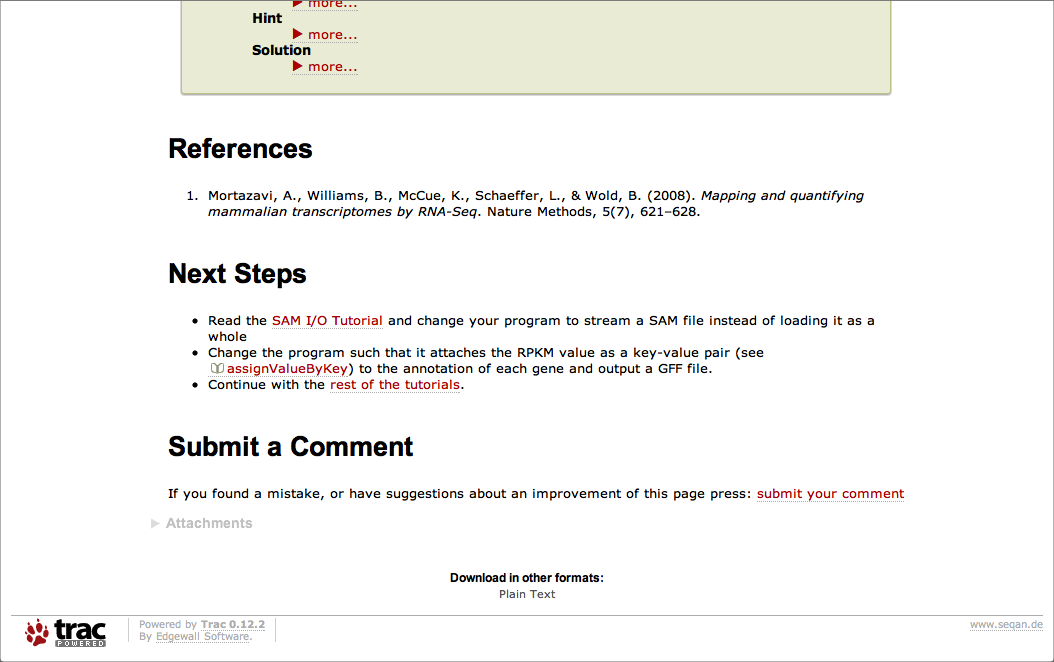 more...
Hint
more...
Solution
more...
References
1. Mortazavi, A., Williams, B., McCue, K., Schaeffer, L., & Wold, B. (2008). Mapping and quantifying
mammalian transcriptomes by RNA-Seq. Nature Methods, 5(7), 621–628.
Next Steps
• Read the SAM I/O Tutorial and change your program to stream a SAM file instead of loading it as a
whole
• Change the program such that it attaches the RPKM value as a key-value pair (see
assignValueByKey) to the annotation of each gene and output a GFF file.
• Continue with the rest of the tutorials.
Submit a Comment
If you found a mistake, or have suggestions about an improvement of this page press: submit your comment
Attachments
Download in other formats:
Plain Text
trac
POWERED
Powered by Trac 0.12.2
By Edgewall Software.
www.seqan.de